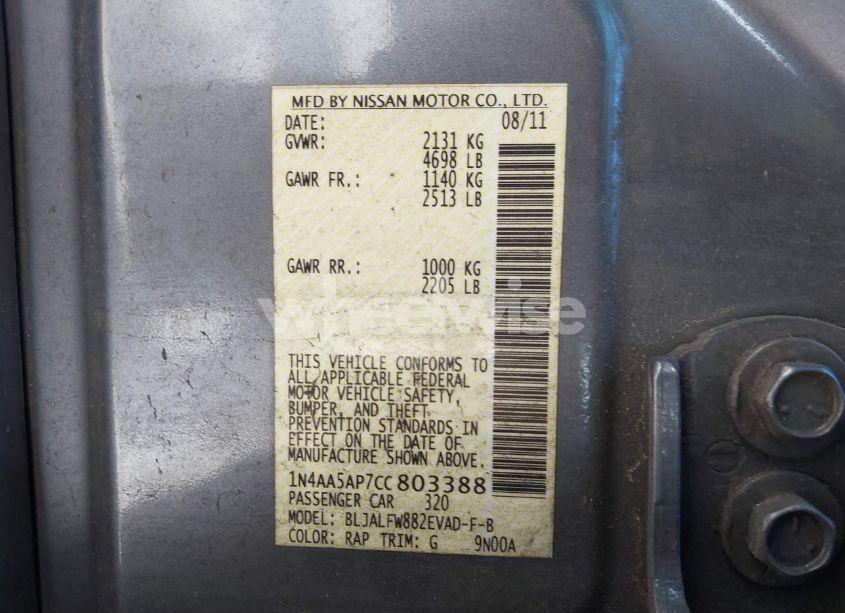 MFD BY NISSAN MOTOR CO., LTD.
DATE: 08/11
GVWR: 2131 KG
4698 LB
GAWR FR.: 1140 KG
2513 LB
GAWR RR.: 1000 KG
2205 LB
wheelwise
THIS VEHICLE CONFORMS TO
ALL APPLICABLE FEDERAL
MOTOR VEHICLE SAFETY,
BUMPER, AND THEFT
PREVENTION STANDARDS IN
EFFECT ON THE DATE OF
MANUFACTURE SHOWN ABOVE.
1N4AA5AP7CC803388
PASSENGER CAR 320
MODEL: BLJALFW882EVAD-F-B
COLOR: RAP TRIM: G 9N00A